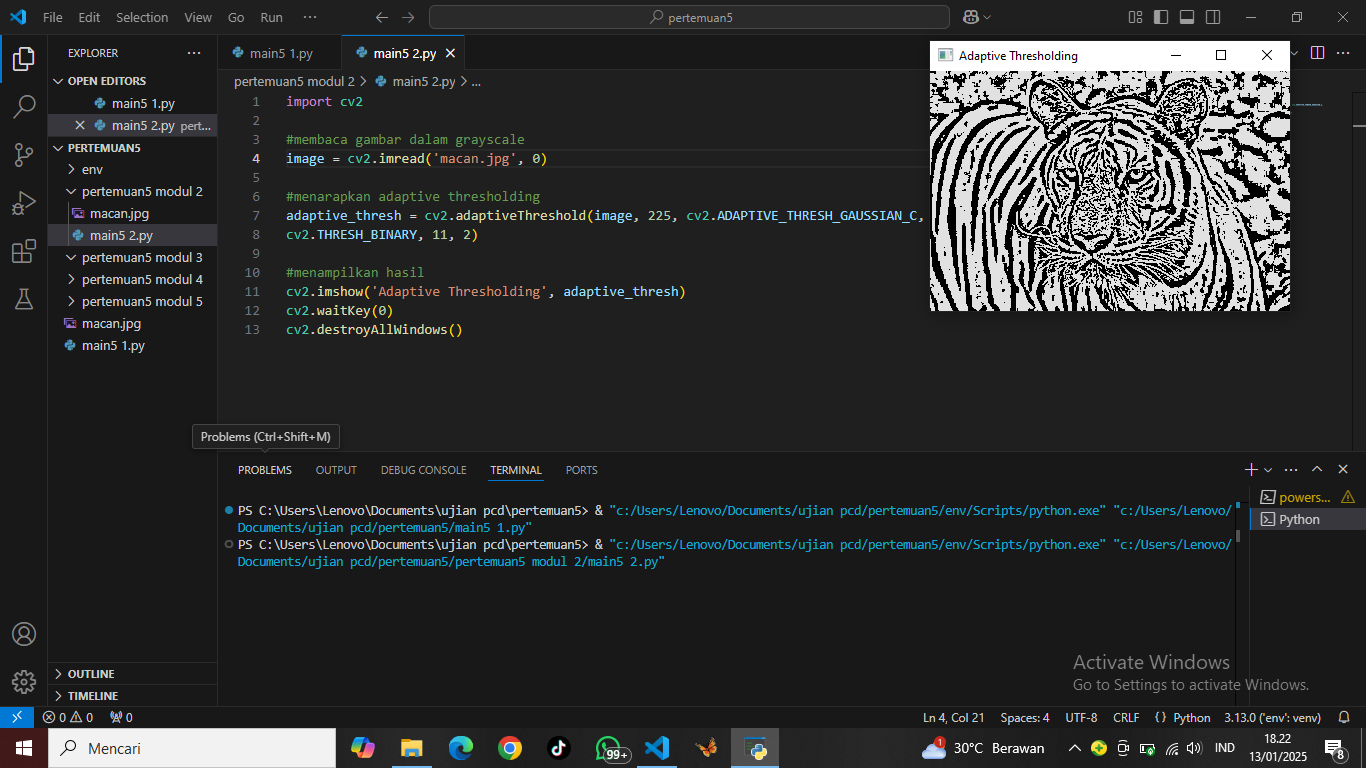 File Edit Selection View Go Run ··· pertemuan5
EXPLORER ···
OPEN EDITORS
main5 1.py
main5 2.py pert...
PERTEMUAN5
env
pertemuan5 modul 2
macan.jpg
main5 2.py
pertemuan5 modul 3
pertemuan5 modul 4
pertemuan5 modul 5
macan.jpg
main5 1.py
OUTLINE
TIMELINE
main5 1.py main5 2.py
pertemuan5 modul 2 > main5 2.py > ...
1 import cv2
2
3 #membaca gambar dalam grayscale
4 image = cv2.imread('macan.jpg', 0)
5
6 #menarapkan adaptive thresholding
7 adaptive_thresh = cv2.adaptiveThreshold(image, 225, cv2.ADAPTIVE_THRESH_GAUSSIAN_C,
8 cv2.THRESH_BINARY, 11, 2)
9
10 #menampilkan hasil
11 cv2.imshow('Adaptive Thresholding', adaptive_thresh)
12 cv2.waitKey(0)
13 cv2.destroyAllWindows()
Adaptive Thresholding
Problems (Ctrl+Shift+M)
PROBLEMS OUTPUT DEBUG CONSOLE TERMINAL PORTS
PS C:\Users\Lenovo\Documents\ujian pcd\pertemuan5> & "c:/Users/Lenovo/Documents/ujian pcd/pertemuan5/env/Scripts/python.exe" "c:/Users/Lenovo/
Documents/ujian pcd/pertemuan5/main5 1.py"
PS C:\Users\Lenovo\Documents\ujian pcd\pertemuan5> & "c:/Users/Lenovo/Documents/ujian pcd/pertemuan5/env/Scripts/python.exe" "c:/Users/Lenovo/
Documents/ujian pcd/pertemuan5/pertemuan5 modul 2/main5 2.py"
powers...
Python
Activate Windows
Go to Settings to activate Windows.
0 0 0 Ln 4, Col 21 Spaces: 4 UTF-8 CRLF {} Python 3.13.0 ('env': venv)
Mencari 99+ 1 30°C Berawan IND 18.22 8
13/01/2025